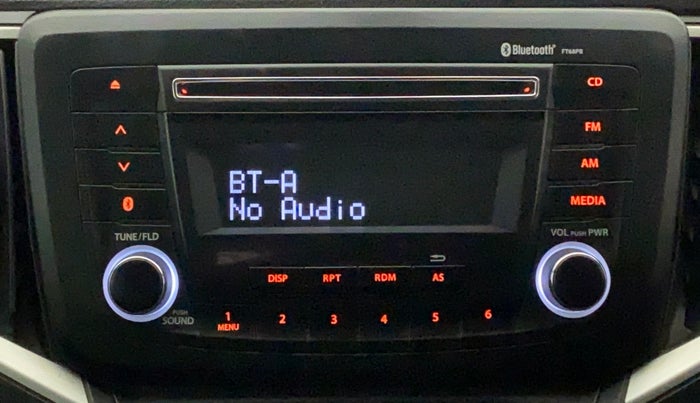 Bluetooth® FT68PB
CD
FM
AM
MEDIA
BT-A
No Audio
TUNE/FLD
VOL PUSH PWR
DISP RPT RDM AS
PUSH
SOUND
1 2 3 4 5 6
MENU